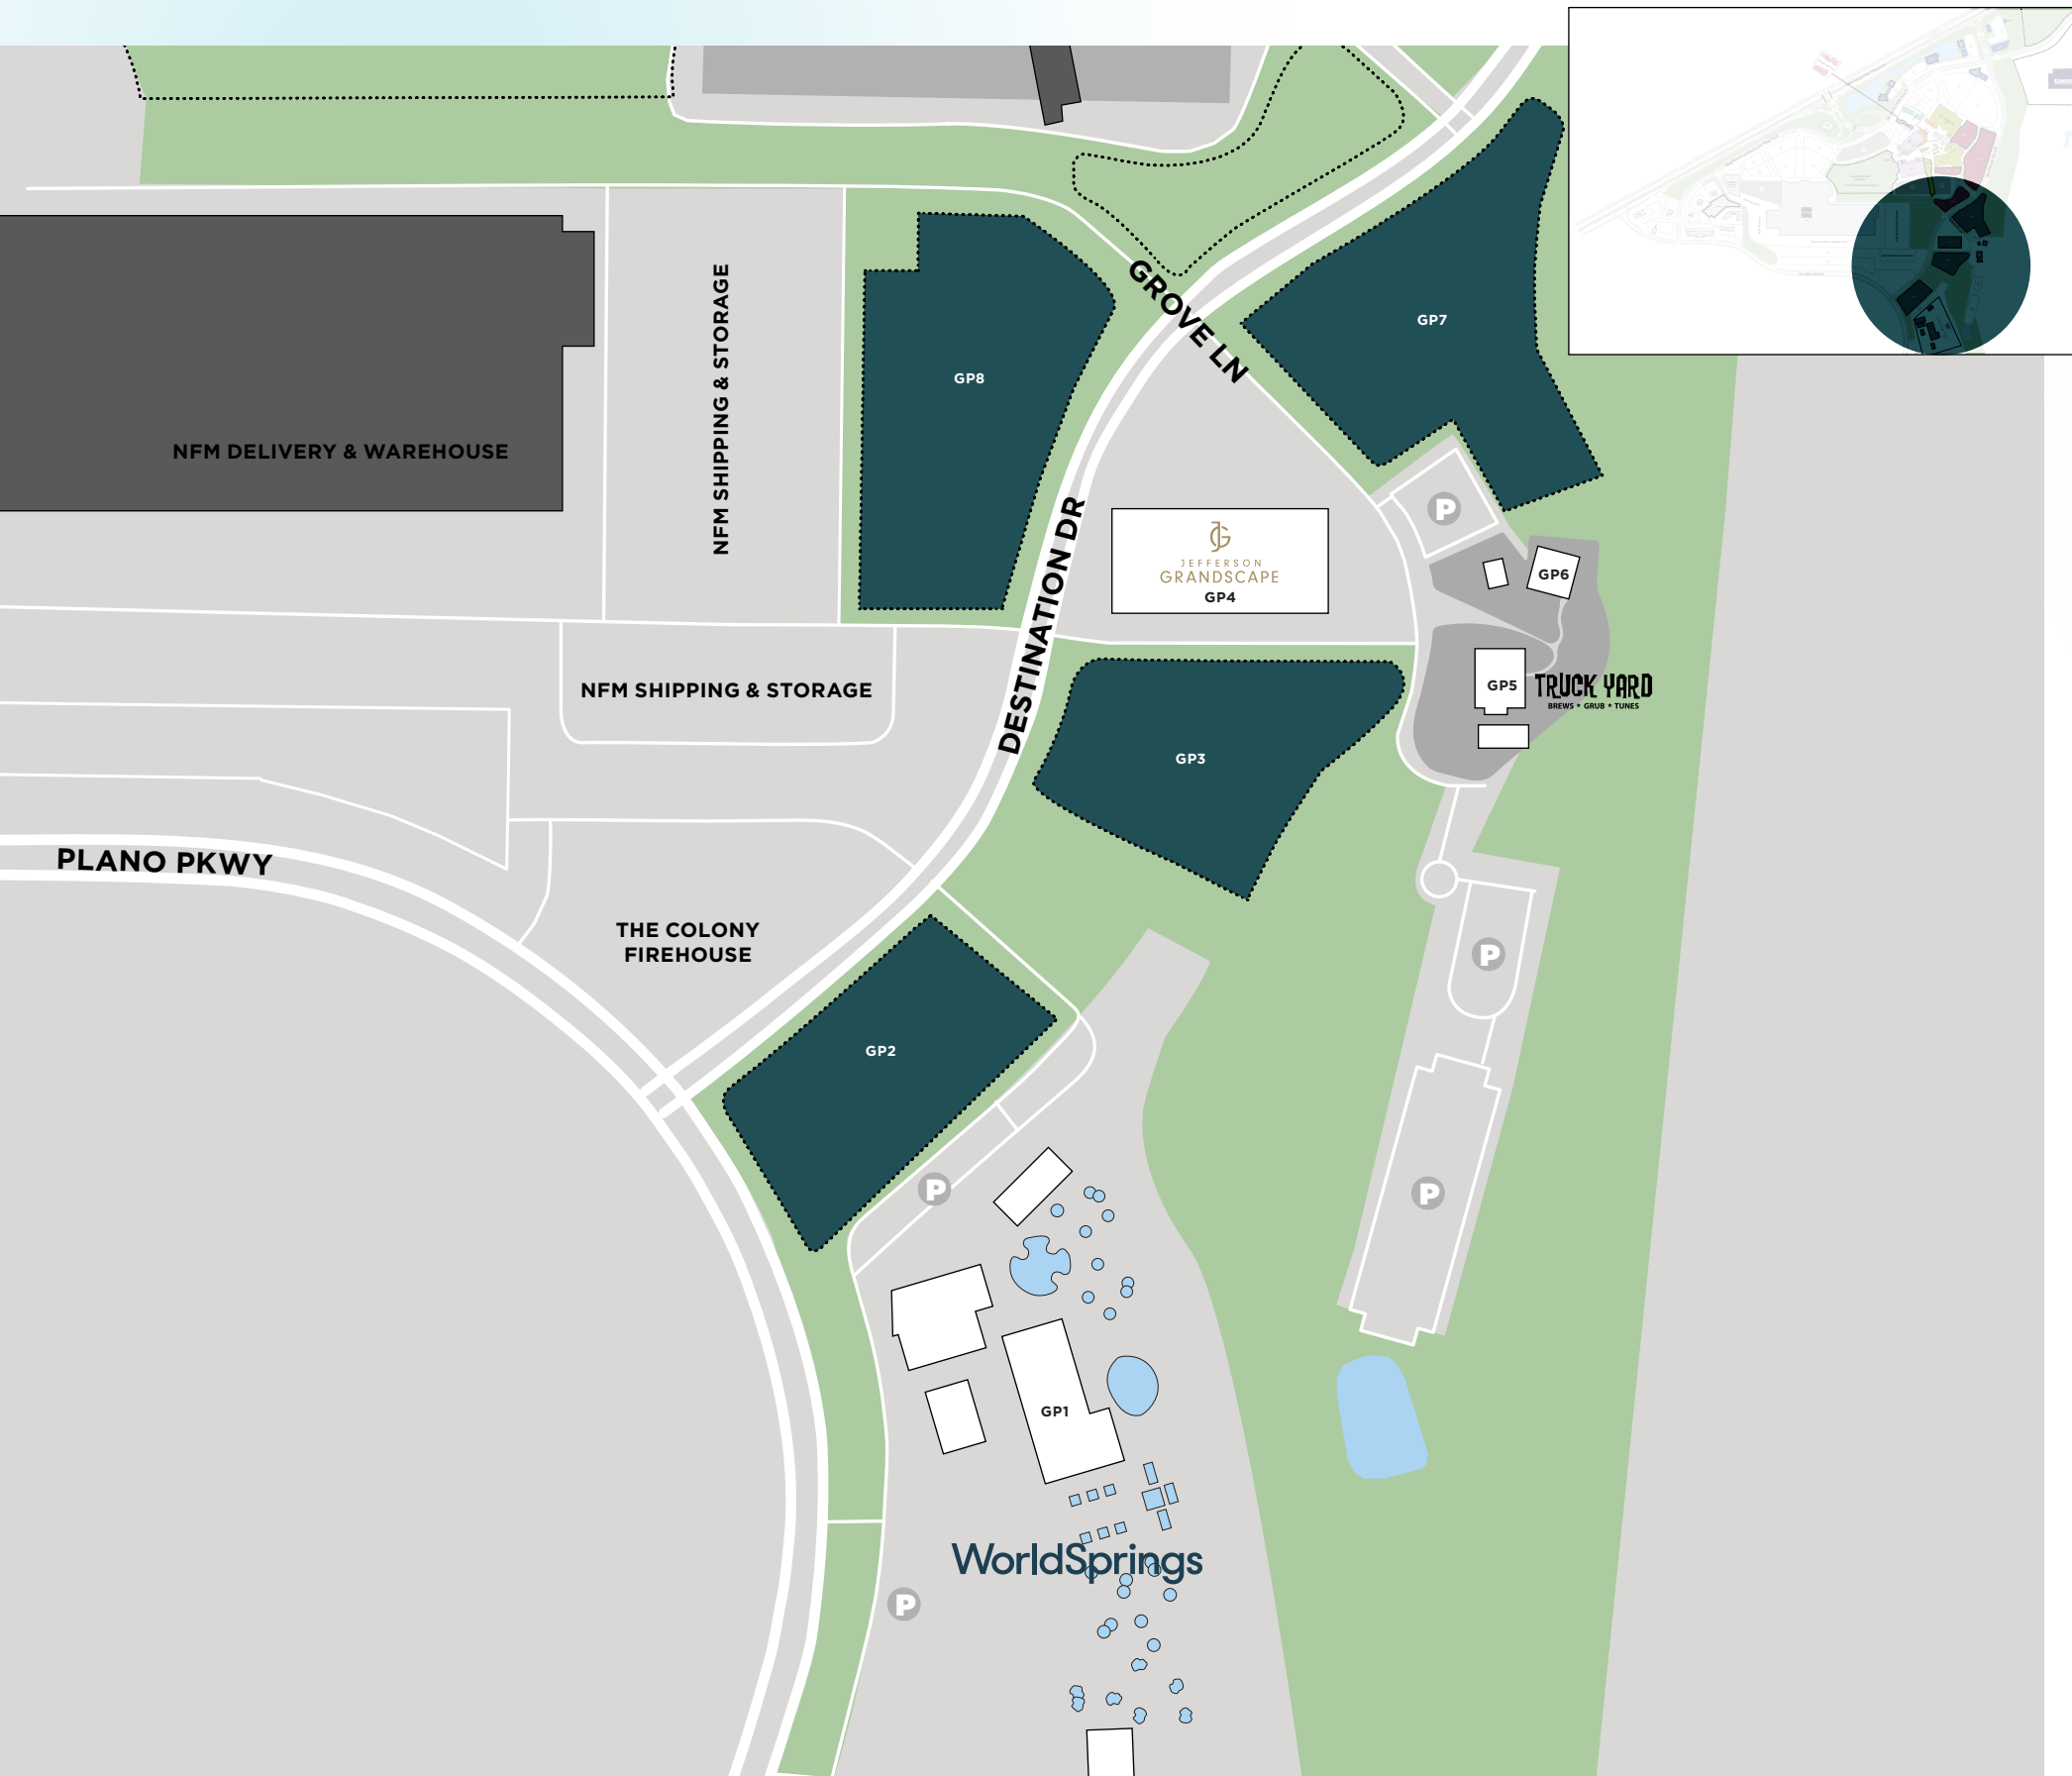 GROVE LN
GP7
NFM SHIPPING & STORAGE
GP8
NFM DELIVERY & WAREHOUSE
P
JEFFERSON
GRANDSCAPE
GP4
GP6
DESTINATION DR
NFM SHIPPING & STORAGE
GP5
TRUCK YARD
BREWS * GRUB * TUNES
GP3
PLANO PKWY
THE COLONY
FIREHOUSE
P
GP2
P
P
GP1
WorldSprings
P